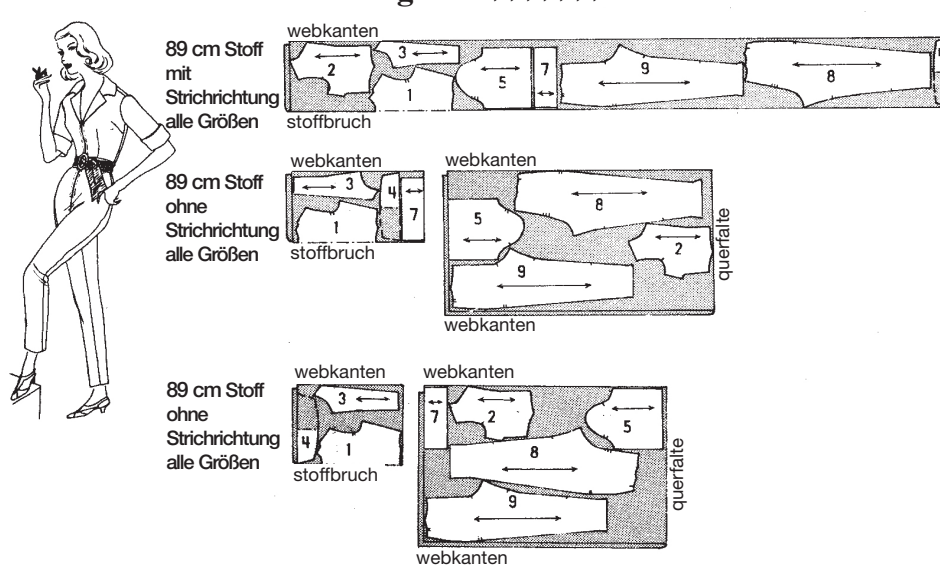 webkanten
89 cm Stoff
mit
Strichrichtung
alle Größen
2
3
1
5
7
9
8
stoffbruch
webkanten
webkanten
89 cm Stoff
ohne
Strichrichtung
alle Größen
3
4
1
7
stoffbruch
5
8
2
9
querfalte
webkanten
webkanten
webkanten
89 cm Stoff
ohne
Strichrichtung
alle Größen
3
4
1
stoffbruch
7
2
5
8
9
querfalte
webkanten